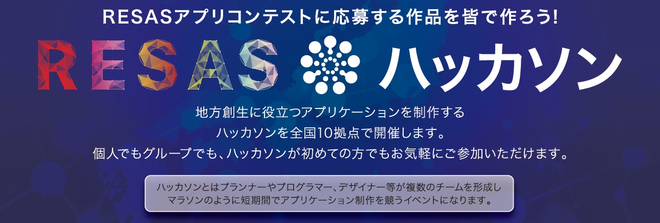 RESASアプリコンテストに応募する作品を皆で作ろう!
RESAS ハッカソン
地方創生に役立つアプリケーションを制作する
ハッカソンを全国10拠点で開催します。
個人でもグループでも、ハッカソンが初めての方でもお気軽にご参加いただけます。
ハッカソンとはプランナーやプログラマー、デザイナー等が複数のチームを形成し
マラソンのように短期間でアプリケーション制作を競うイベントになります。